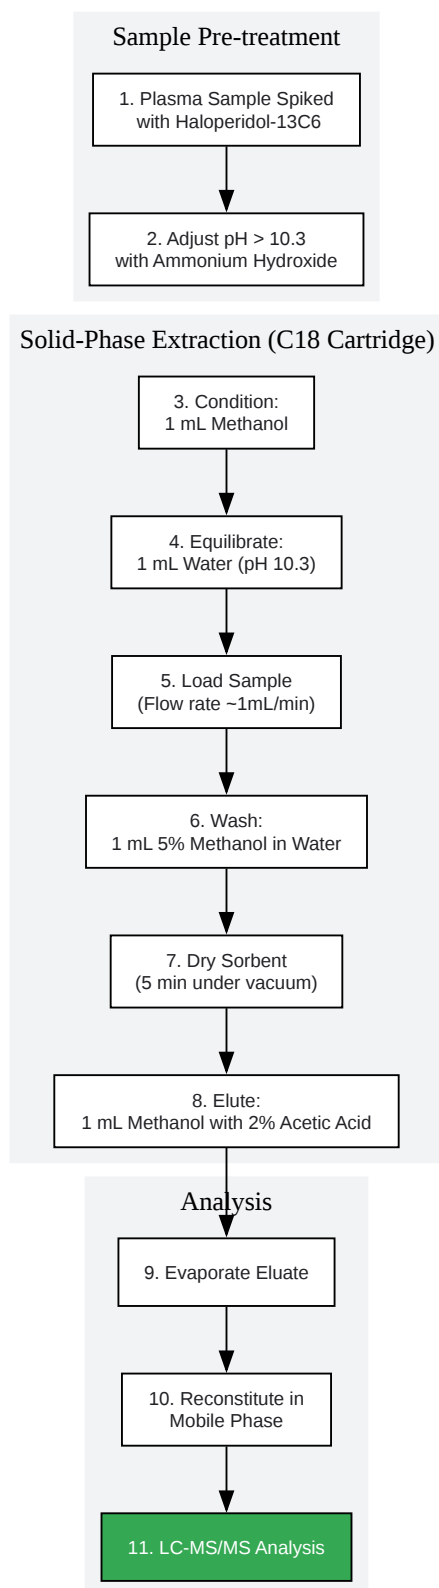 Sample Pre-treatment
1. Plasma Sample Spiked
with Haloperidol-13C6
2. Adjust pH > 10.3
with Ammonium Hydroxide
Solid-Phase Extraction (C18 Cartridge)
3. Condition:
1 mL Methanol
4. Equilibrate:
1 mL Water (pH 10.3)
5. Load Sample
(Flow rate ~1mL/min)
6. Wash:
1 mL 5% Methanol in Water
7. Dry Sorbent
(5 min under vacuum)
8. Elute:
1 mL Methanol with 2% Acetic Acid
Analysis
9. Evaporate Eluate
10. Reconstitute in
Mobile Phase
11. LC-MS/MS Analysis